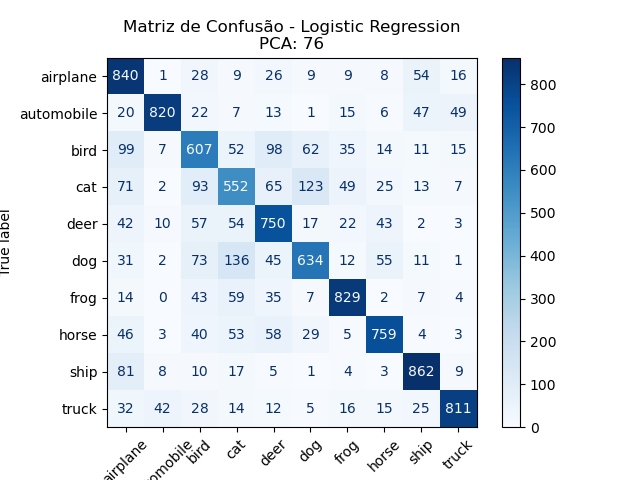 Matriz de Confusão - Logistic Regression
PCA: 76
True label
airplane 840 1 28 9 26 9 9 8 54 16
automobile 20 820 22 7 13 1 15 6 47 49
bird 99 7 607 52 98 62 35 14 11 15
cat 71 2 93 552 65 123 49 25 13 7
deer 42 10 57 54 750 17 22 43 2 3
dog 31 2 73 136 45 634 12 55 11 1
frog 14 0 43 59 35 7 829 2 7 4
horse 46 3 40 53 58 29 5 759 4 3
ship 81 8 10 17 5 1 4 3 862 9
truck 32 42 28 14 12 5 16 15 25 811
airplane omobile bird cat deer dog frog horse ship truck
800
700
600
500
400
300
200
100
0